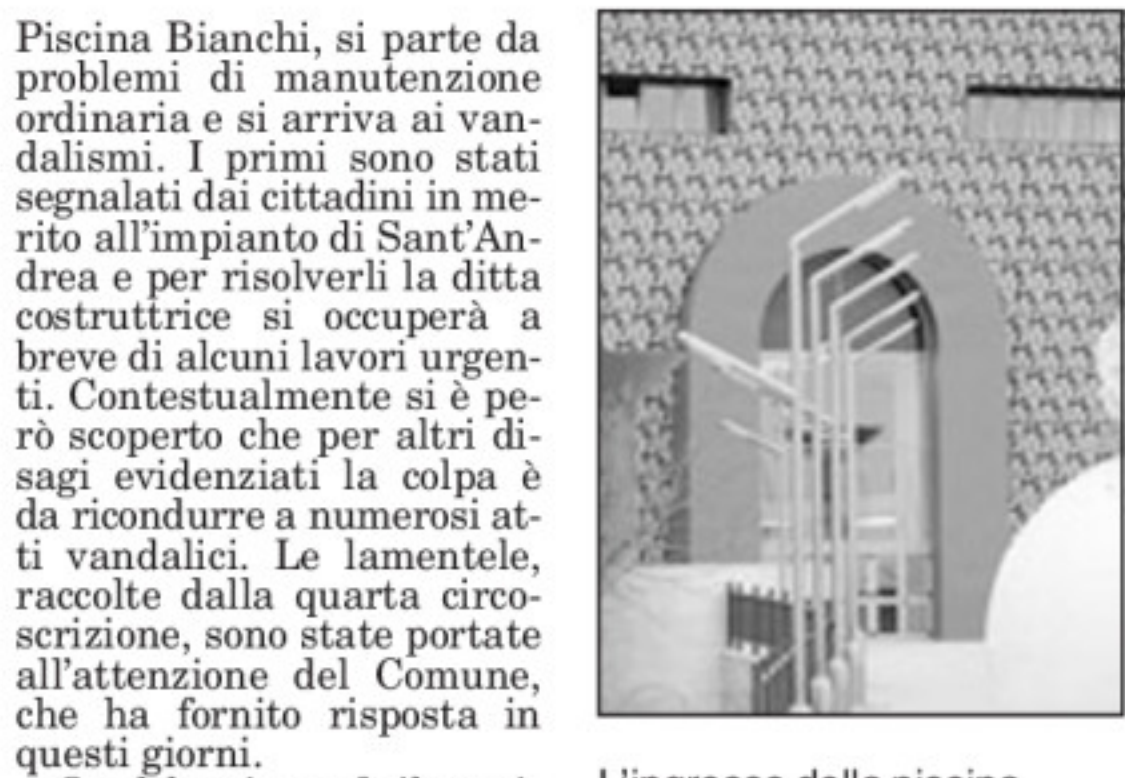 Piscina Bianchi, si parte da
problemi di manutenzione
ordinaria e si arriva ai van-
dalismi. I primi sono stati
segnalati dai cittadini in me-
rito all'impianto di Sant'An-
drea e per risolverli la ditta
costruttrice si occuperà a
breve di alcuni lavori urgen-
ti. Contestualmente si è pe-
rò scoperto che per altri di-
sagi evidenziati la colpa è
da ricondurre a numerosi at-
ti vandalici. Le lamentele,
raccolte dalla quarta circo-
scrizione, sono state portate
all'attenzione del Comune,
che ha fornito risposta in
questi giorni.
L'ingresso della piscina